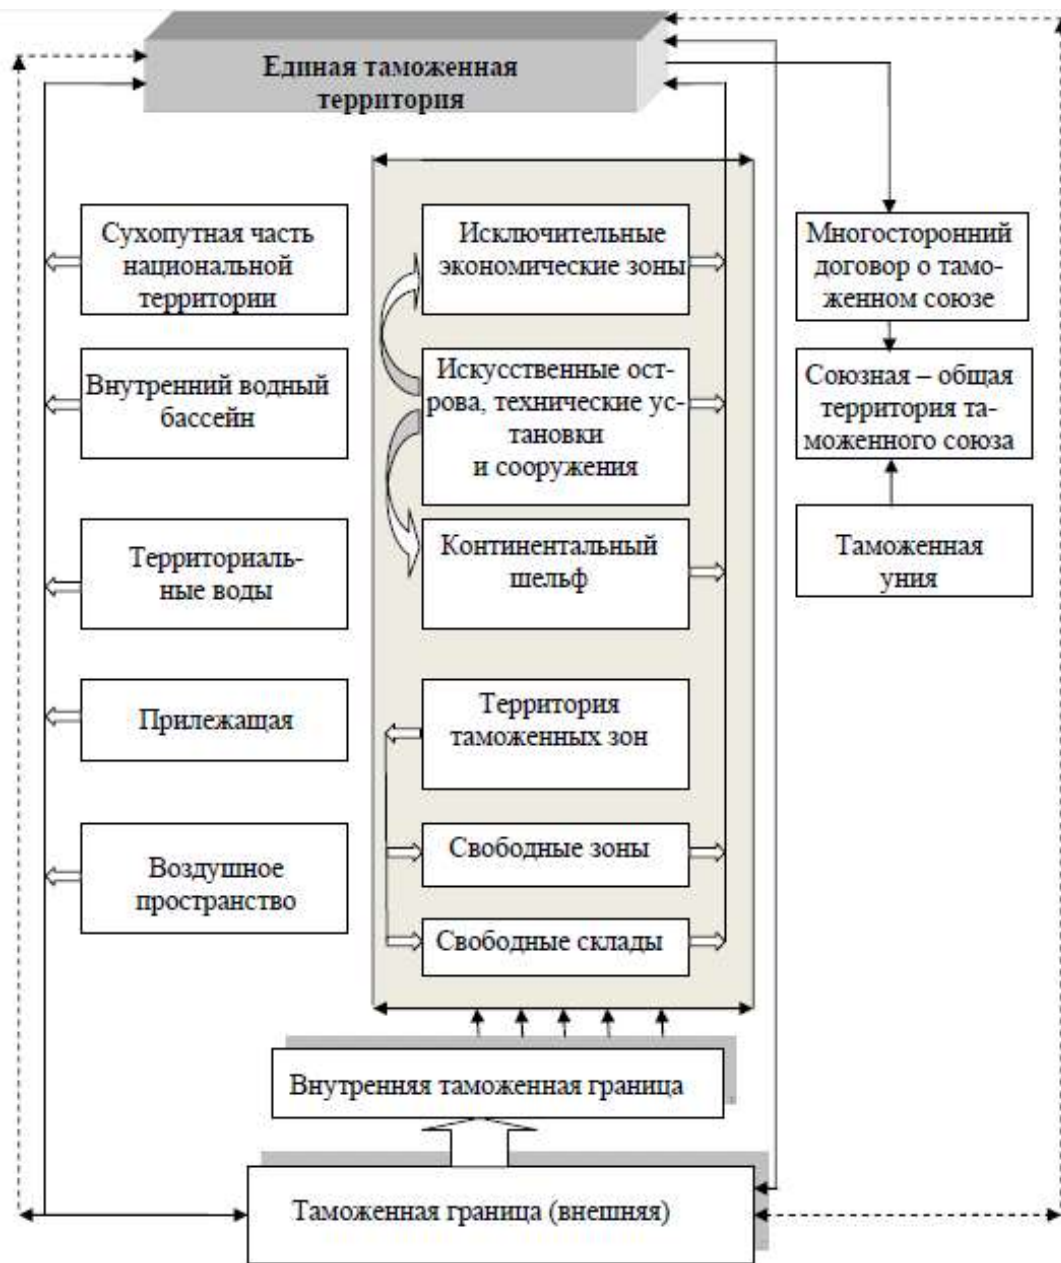 Единая таможенная
территория
Сухопутная часть
национальной
территории
Внутренний водный
бассейн
Территориаль-
ные воды
Прилежащая
Воздушное
пространство
Исключительные
экономические зоны
Искусственные ост-
рова, технические ус-
тановки
и сооружения
Континентальный
шельф
Территория
таможенных зон
Свободные зоны
Свободные склады
Многосторонний
договор о тамо-
женном союзе
Союзная – общая
территория та-
моженного союза
Таможенная
уния
Внутренняя таможенная граница
Таможенная граница (внешняя)